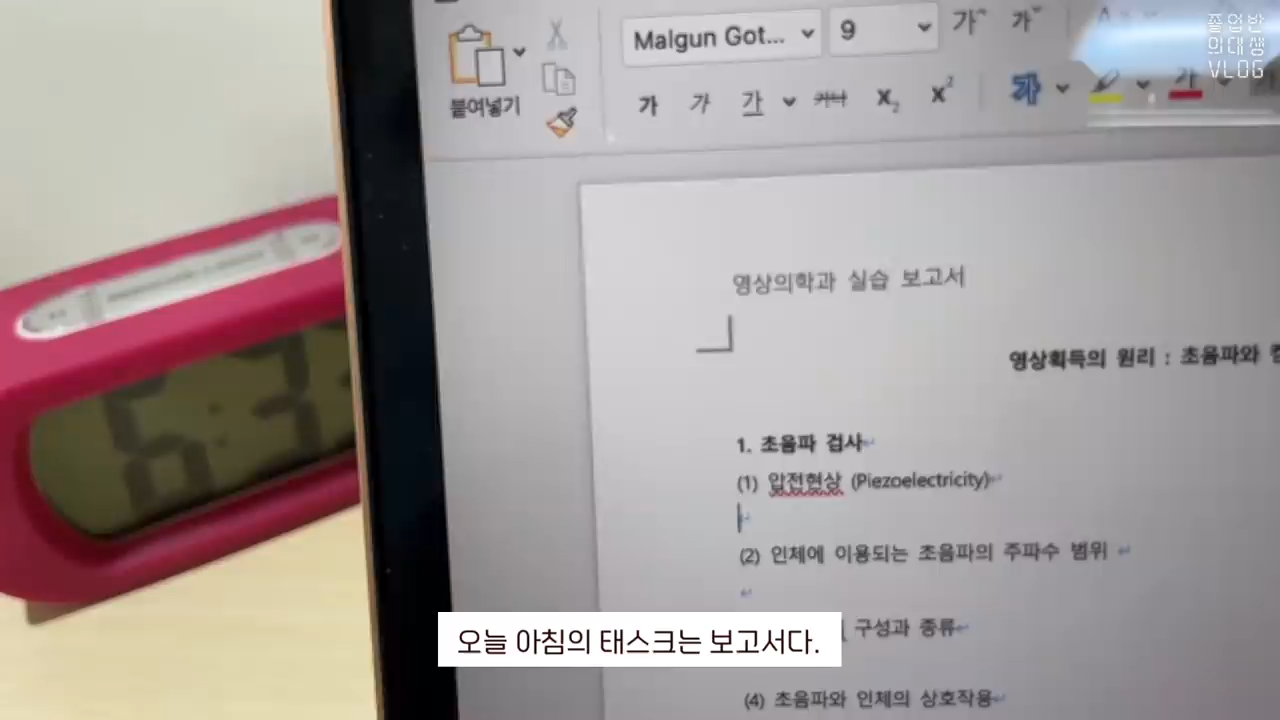 졸업반
의대생
VLOG
Malgun Got...
9
가 가
붙여넣기
가 가 가 가나 X₂ X² 가 가
영상의학과 실습 보고서
영상획득의 원리 : 초음파와
1. 초음파 검사
(1) 압전현상 (Piezoelectricity)
(2) 인체에 이용되는 초음파의 주파수 범위
구성과 종류
(4) 초음파와 인체의 상호작용
6:3
오늘 아침의 태스크는 보고서다.